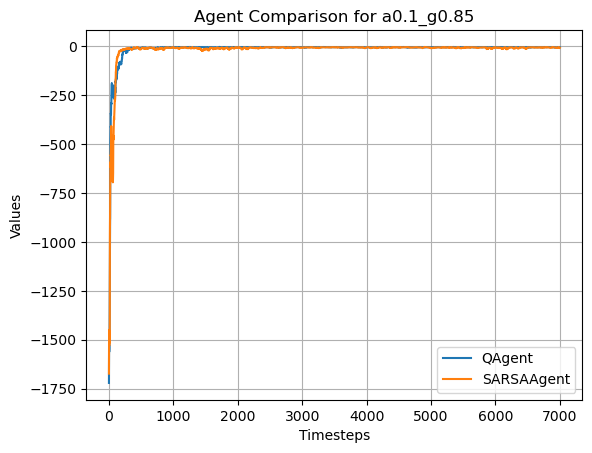 Agent Comparison for a0.1_g0.85
0
−250
−500
−750
−1000
−1250
−1500
−1750
Values
0 1000 2000 3000 4000 5000 6000 7000
Timesteps
QAgent
SARSAAgent